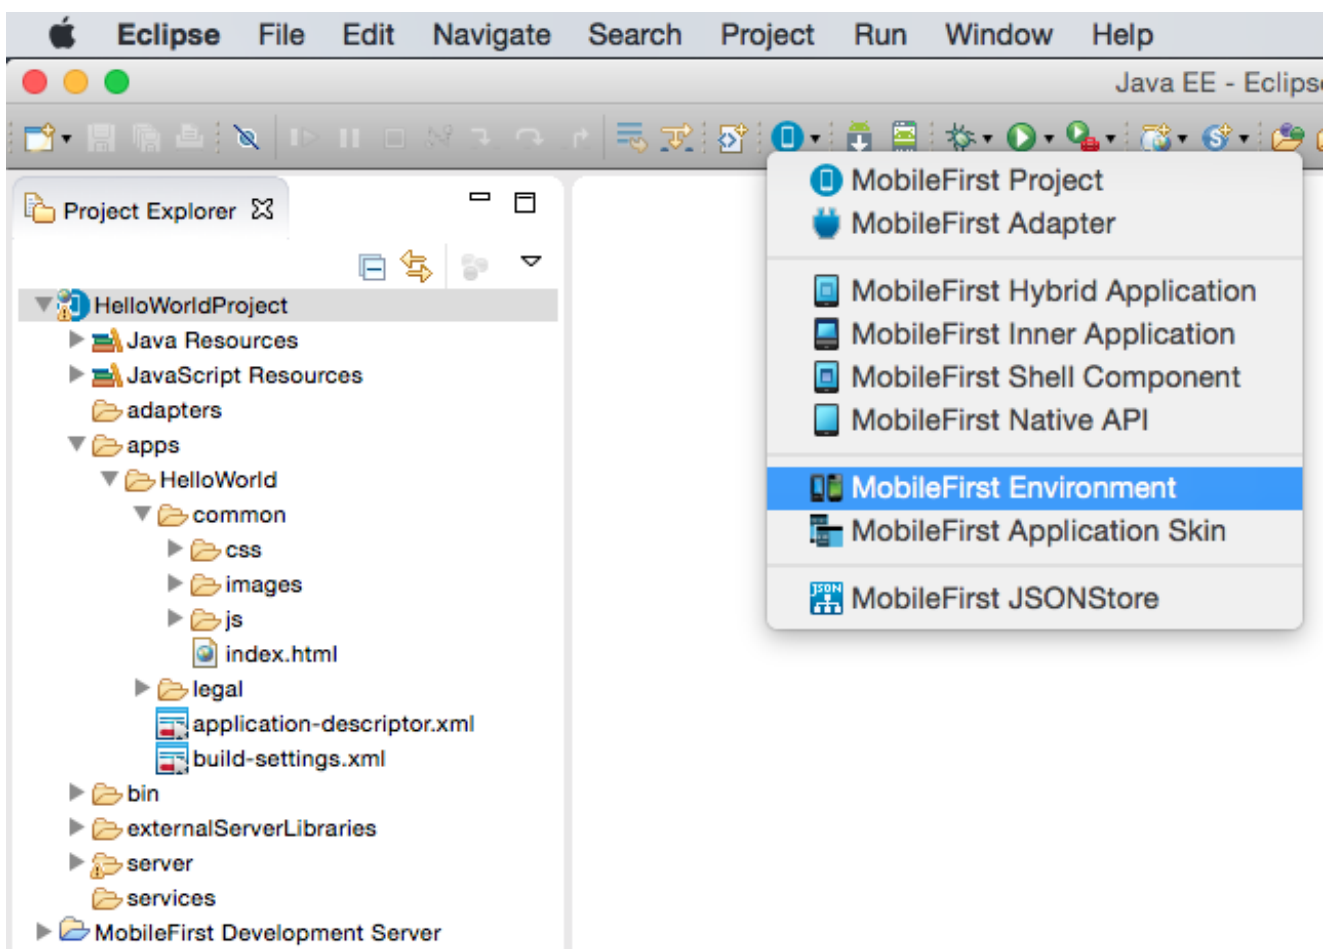 Eclipse File Edit Navigate Search Project Run Window Help
Java EE - Eclipse
Project Explorer
MobileFirst Project
MobileFirst Adapter
MobileFirst Hybrid Application
MobileFirst Inner Application
MobileFirst Shell Component
MobileFirst Native API
MobileFirst Environment
MobileFirst Application Skin
JSON
MobileFirst JSONStore
HelloWorldProject
Java Resources
JavaScript Resources
adapters
apps
HelloWorld
common
css
images
js
index.html
legal
application-descriptor.xml
build-settings.xml
bin
externalServerLibraries
server
services
MobileFirst Development Server